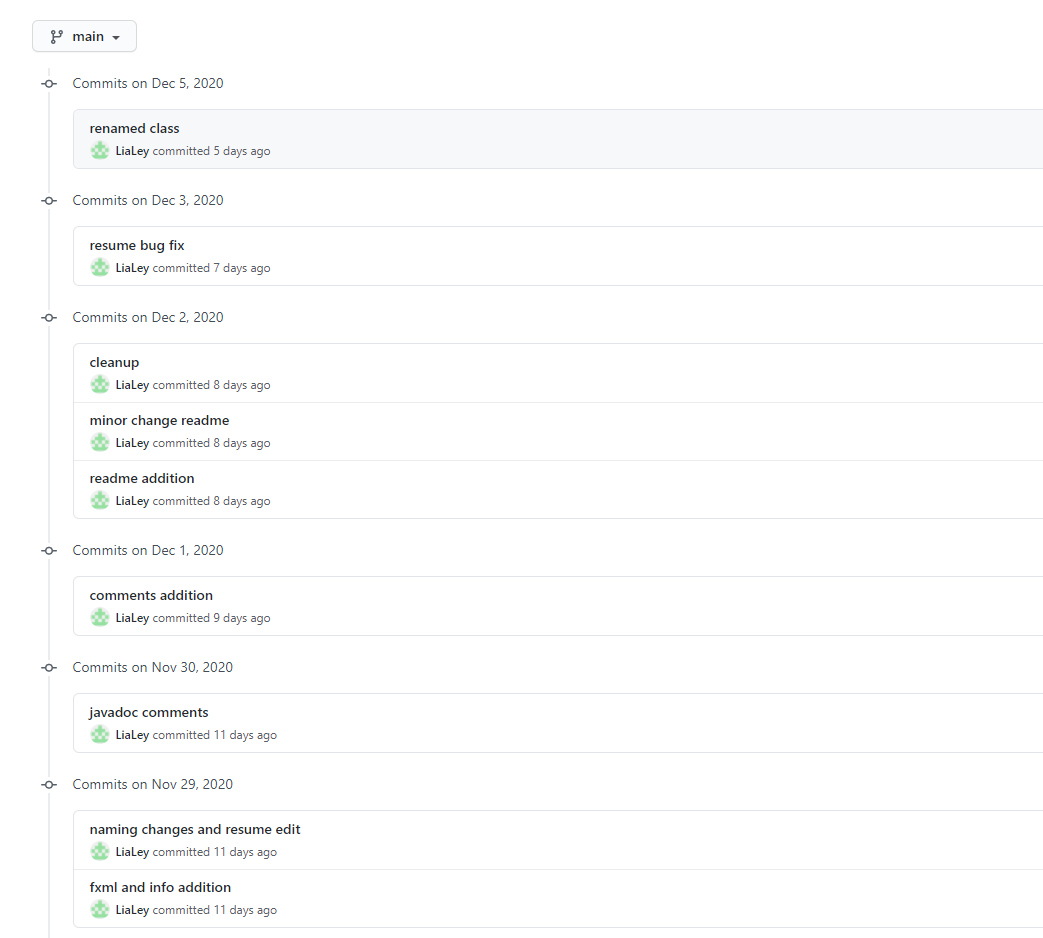 main
Commits on Dec 5, 2020
renamed class
LiaLey committed 5 days ago
Commits on Dec 3, 2020
resume bug fix
LiaLey committed 7 days ago
Commits on Dec 2, 2020
cleanup
LiaLey committed 8 days ago
minor change readme
LiaLey committed 8 days ago
readme addition
LiaLey committed 8 days ago
Commits on Dec 1, 2020
comments addition
LiaLey committed 9 days ago
Commits on Nov 30, 2020
javadoc comments
LiaLey committed 11 days ago
Commits on Nov 29, 2020
naming changes and resume edit
LiaLey committed 11 days ago
fxml and info addition
LiaLey committed 11 days ago